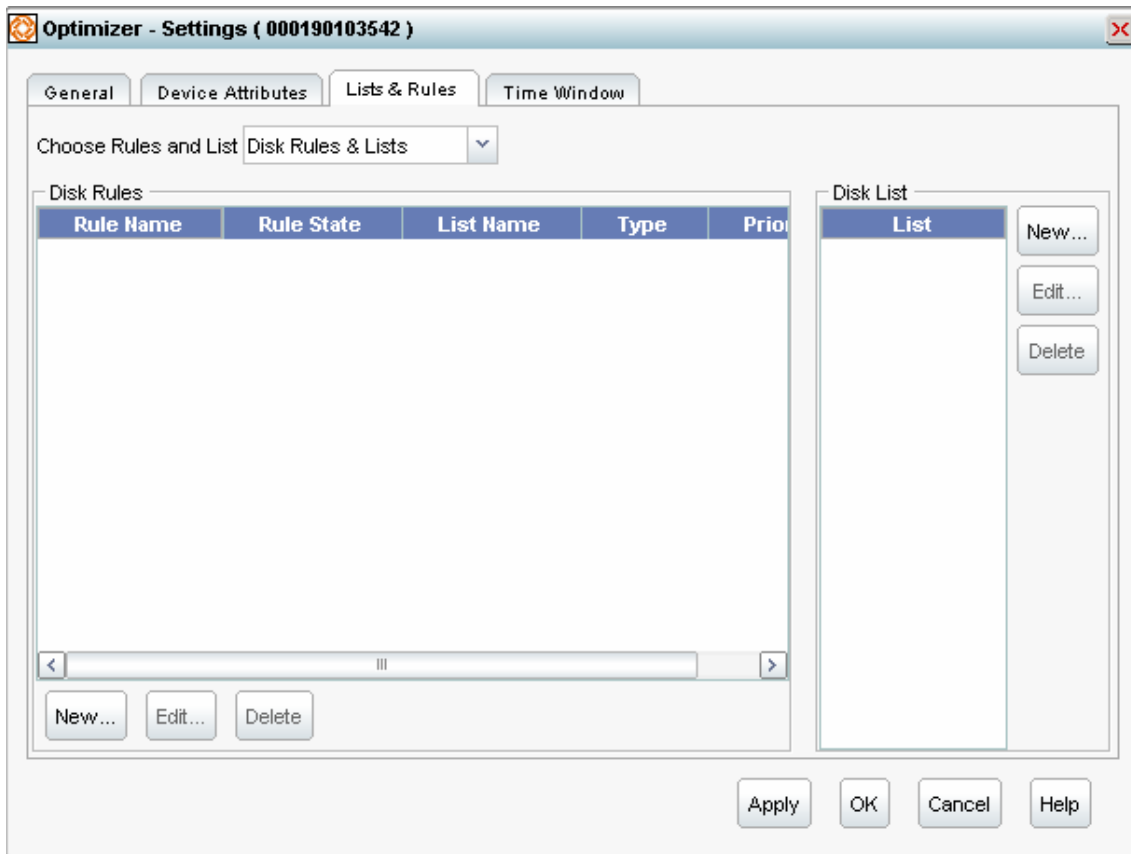 Optimizer - Settings ( 000190103542 )
General Device Attributes Lists & Rules Time Window
Choose Rules and List Disk Rules & Lists
Disk Rules
Rule Name Rule State List Name Type Prior
New... Edit... Delete
Disk List
List
New...
Edit...
Delete
Apply OK Cancel Help